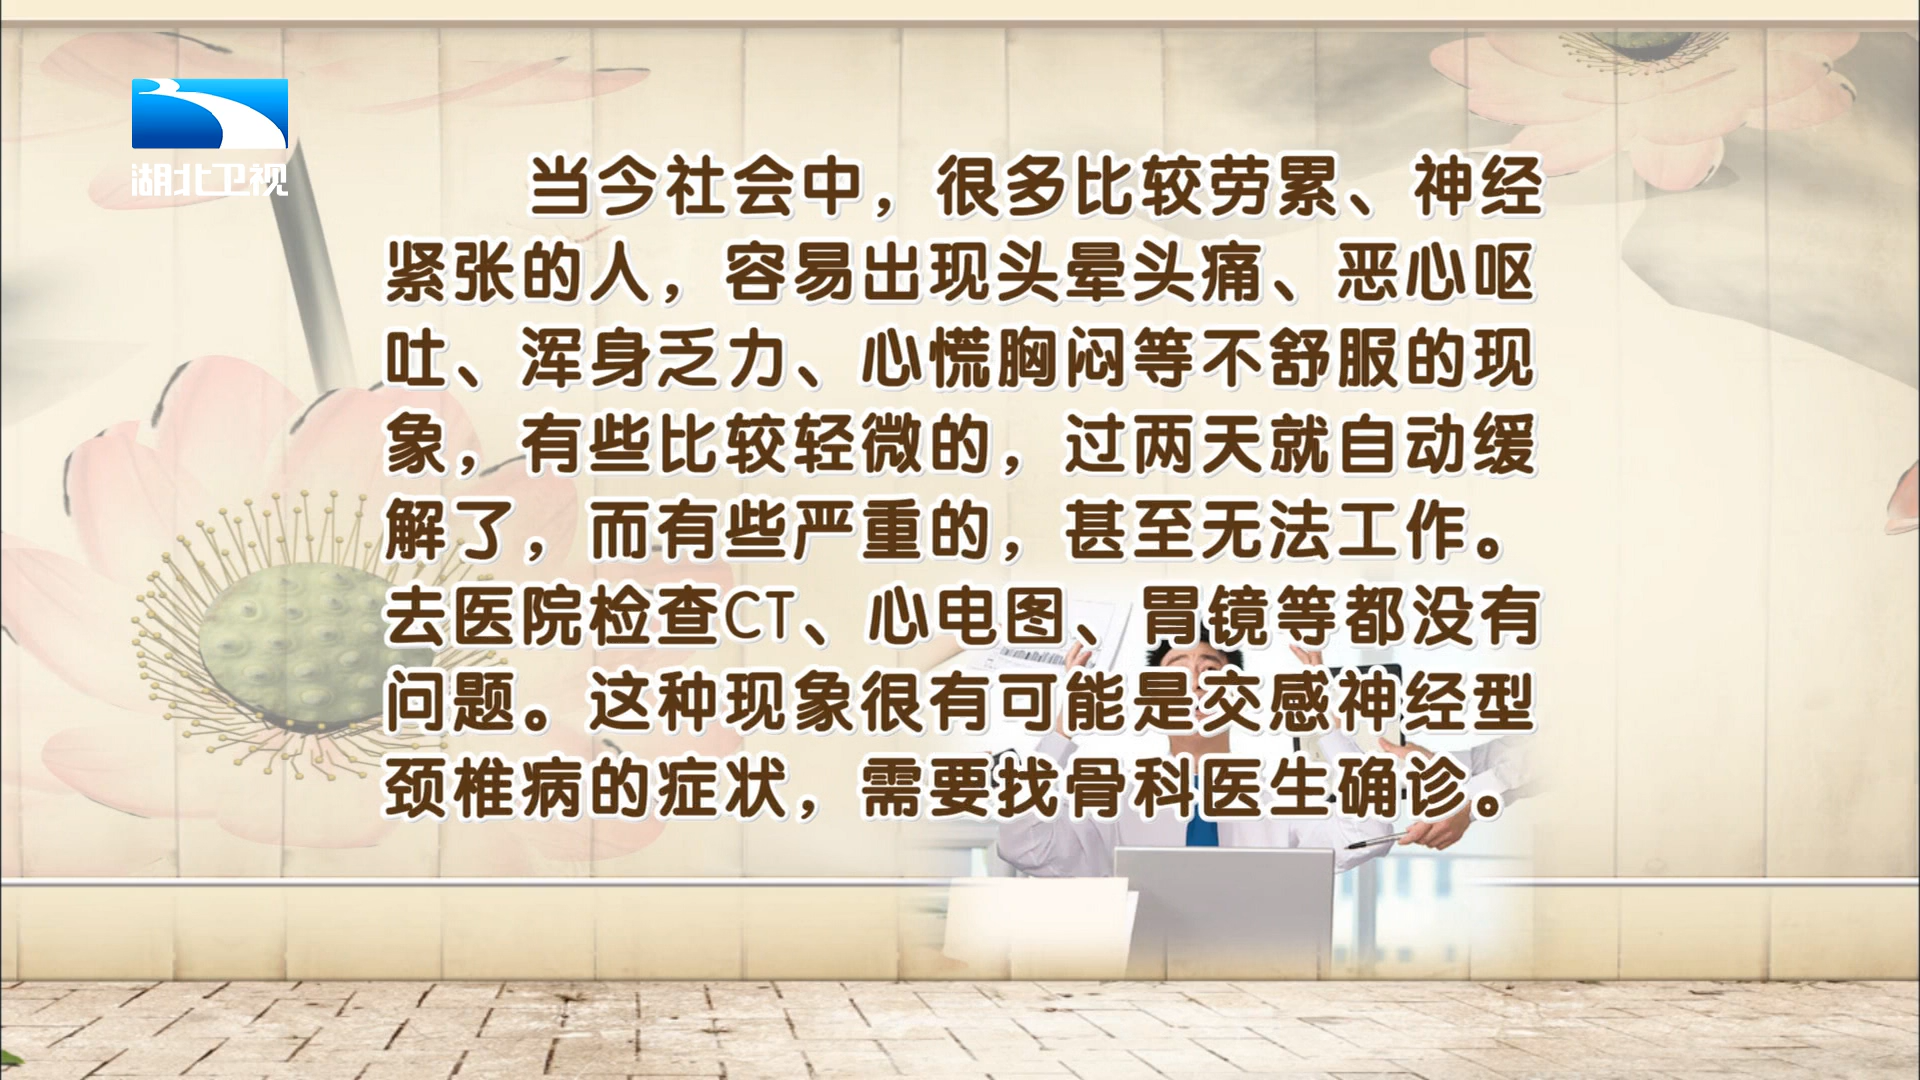 湖北卫视
当今社会中，很多比较劳累、神经
紧张的人，容易出现头晕头痛、恶心呕
吐、浑身乏力、心慌胸闷等不舒服的现
象，有些比较轻微的，过两天就自动缓
解了，而有些严重的，甚至无法工作。
去医院检查CT、心电图、胃镜等都没有
问题。这种现象很有可能是交感神经型
颈椎病的症状，需要找骨科医生确诊。